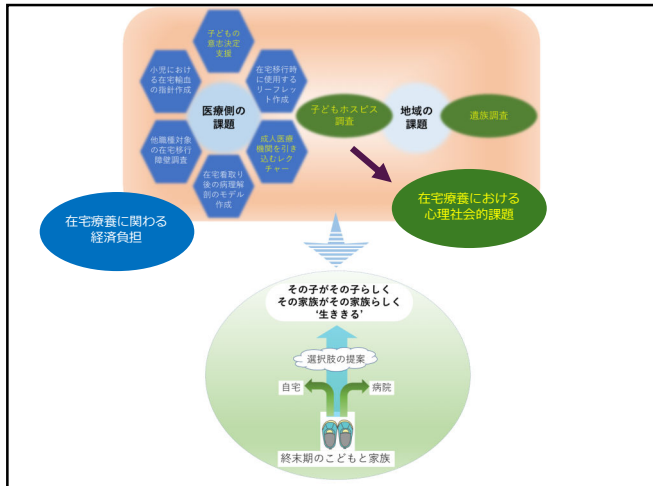 子どもの
意志決定
支援
小児におけ
る在宅輸血
の指針作成
在宅移行時
に使用する
リーフレッ
ト作成
医療側の
課題
他職種対象
の在宅移行
障壁調査
成人医療
機関を引き
込むレク
チャー
在宅看取り
後の病理解
剖のモデル
作成
子どもホスピス
調査
地域の
課題
遺族調査
在宅療養に関わる
経済負担
在宅療養における
心理社会的課題
その子がその子らしく
その家族がその家族らしく
‘生ききる’
選択肢の提案
自宅
病院
終末期のこどもと家族